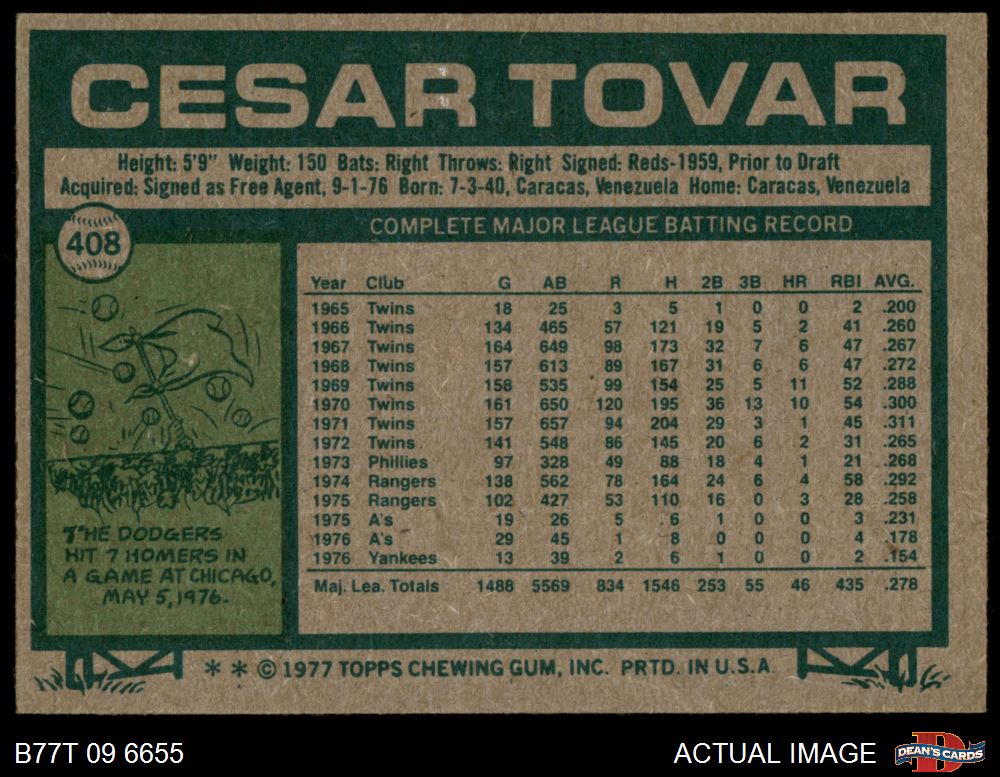 CESAR TOVAR
Height: 5'9" Weight: 150 Bats: Right Throws: Right Signed: Reds-1959, Prior to Draft
Acquired: Signed as Free Agent, 9-1-76 Born: 7-3-40, Caracas, Venezuela Home: Caracas, Venezuela
408
COMPLETE MAJOR LEAGUE BATTING RECORD
Year Club G AB R H 2B 3B HR RBI AVG.
1965 Twins 18 25 3 5 1 0 0 2 .200
1966 Twins 134 465 57 121 19 5 2 41 .260
1967 Twins 164 649 98 173 32 7 6 47 .267
1968 Twins 157 613 89 167 31 6 6 47 .272
1969 Twins 158 535 99 154 25 5 11 52 .288
1970 Twins 161 650 120 195 36 13 10 54 .300
1971 Twins 157 657 94 204 29 3 1 45 .311
1972 Twins 141 548 86 145 20 6 2 31 .265
1973 Phillies 97 328 49 88 18 4 1 21 .268
1974 Rangers 138 562 78 164 24 6 4 58 .292
1975 Rangers 102 427 53 110 16 0 3 28 .258
1975 A's 19 26 5 6 1 0 0 3 .231
1976 A's 29 45 1 8 0 0 0 4 .178
1976 Yankees 13 39 2 6 1 0 0 2 .154
Maj. Lea. Totals 1488 5569 834 1546 253 55 46 435 .278
THE DODGERS
HIT 7 HOMERS IN
A GAME AT CHICAGO,
MAY 5, 1976.
* * © 1977 TOPPS CHEWING GUM, INC. PRTD. IN U.S.A.
B77T 09 6655
ACTUAL IMAGE
DEAN'S CARDS